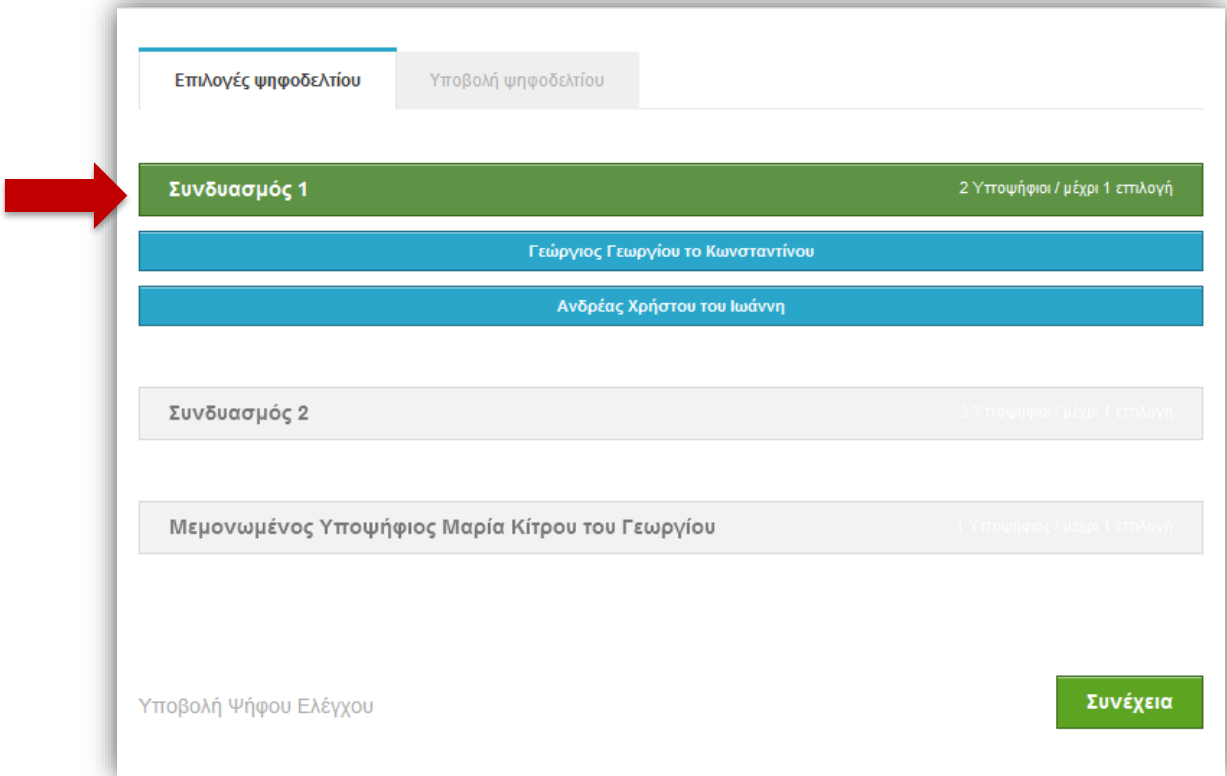 Επιλογές ψηφοδελτίου
Υποβολή ψηφοδελτίου
Συνδυασμός 1
2 Υποψήφιοι / μέχρι 1 επιλογή
Γεώργιος Γεωργίου το Κωνσταντίνου
Ανδρέας Χρήστου του Ιωάννη
Συνδυασμός 2
3 Υποψήφιοι / μέχρι 1 επιλογή
Μεμονωμένος Υποψήφιος Μαρία Κίτρου του Γεωργίου
1 Υποψήφιος / μέχρι 1 επιλογή
Υποβολή Ψήφου Ελέγχου
Συνέχεια